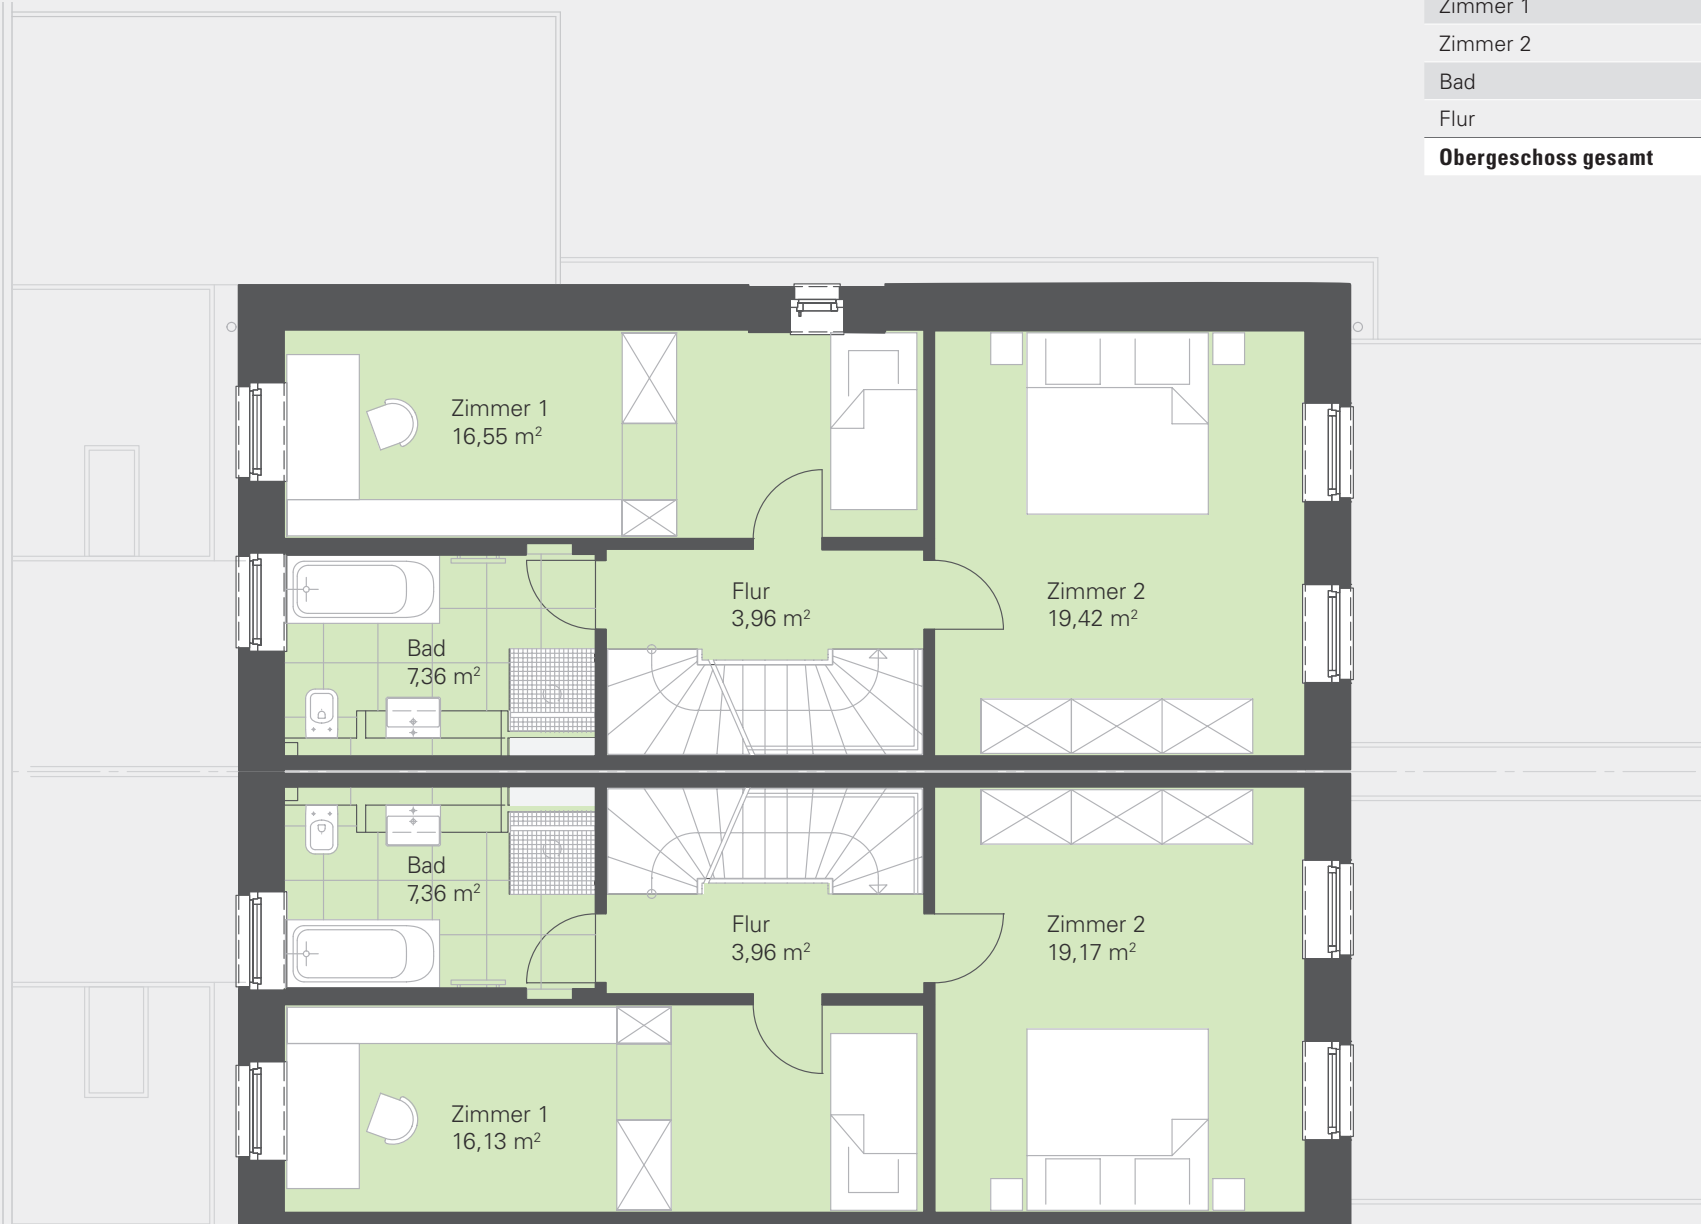 Zimmer 1
Zimmer 2
Bad
Flur
Obergeschoss gesamt
Zimmer 1
16,55 m²
Flur
3,96 m²
Zimmer 2
19,42 m²
Bad
7,36 m²
Bad
7,36 m²
Flur
3,96 m²
Zimmer 2
19,17 m²
Zimmer 1
16,13 m²